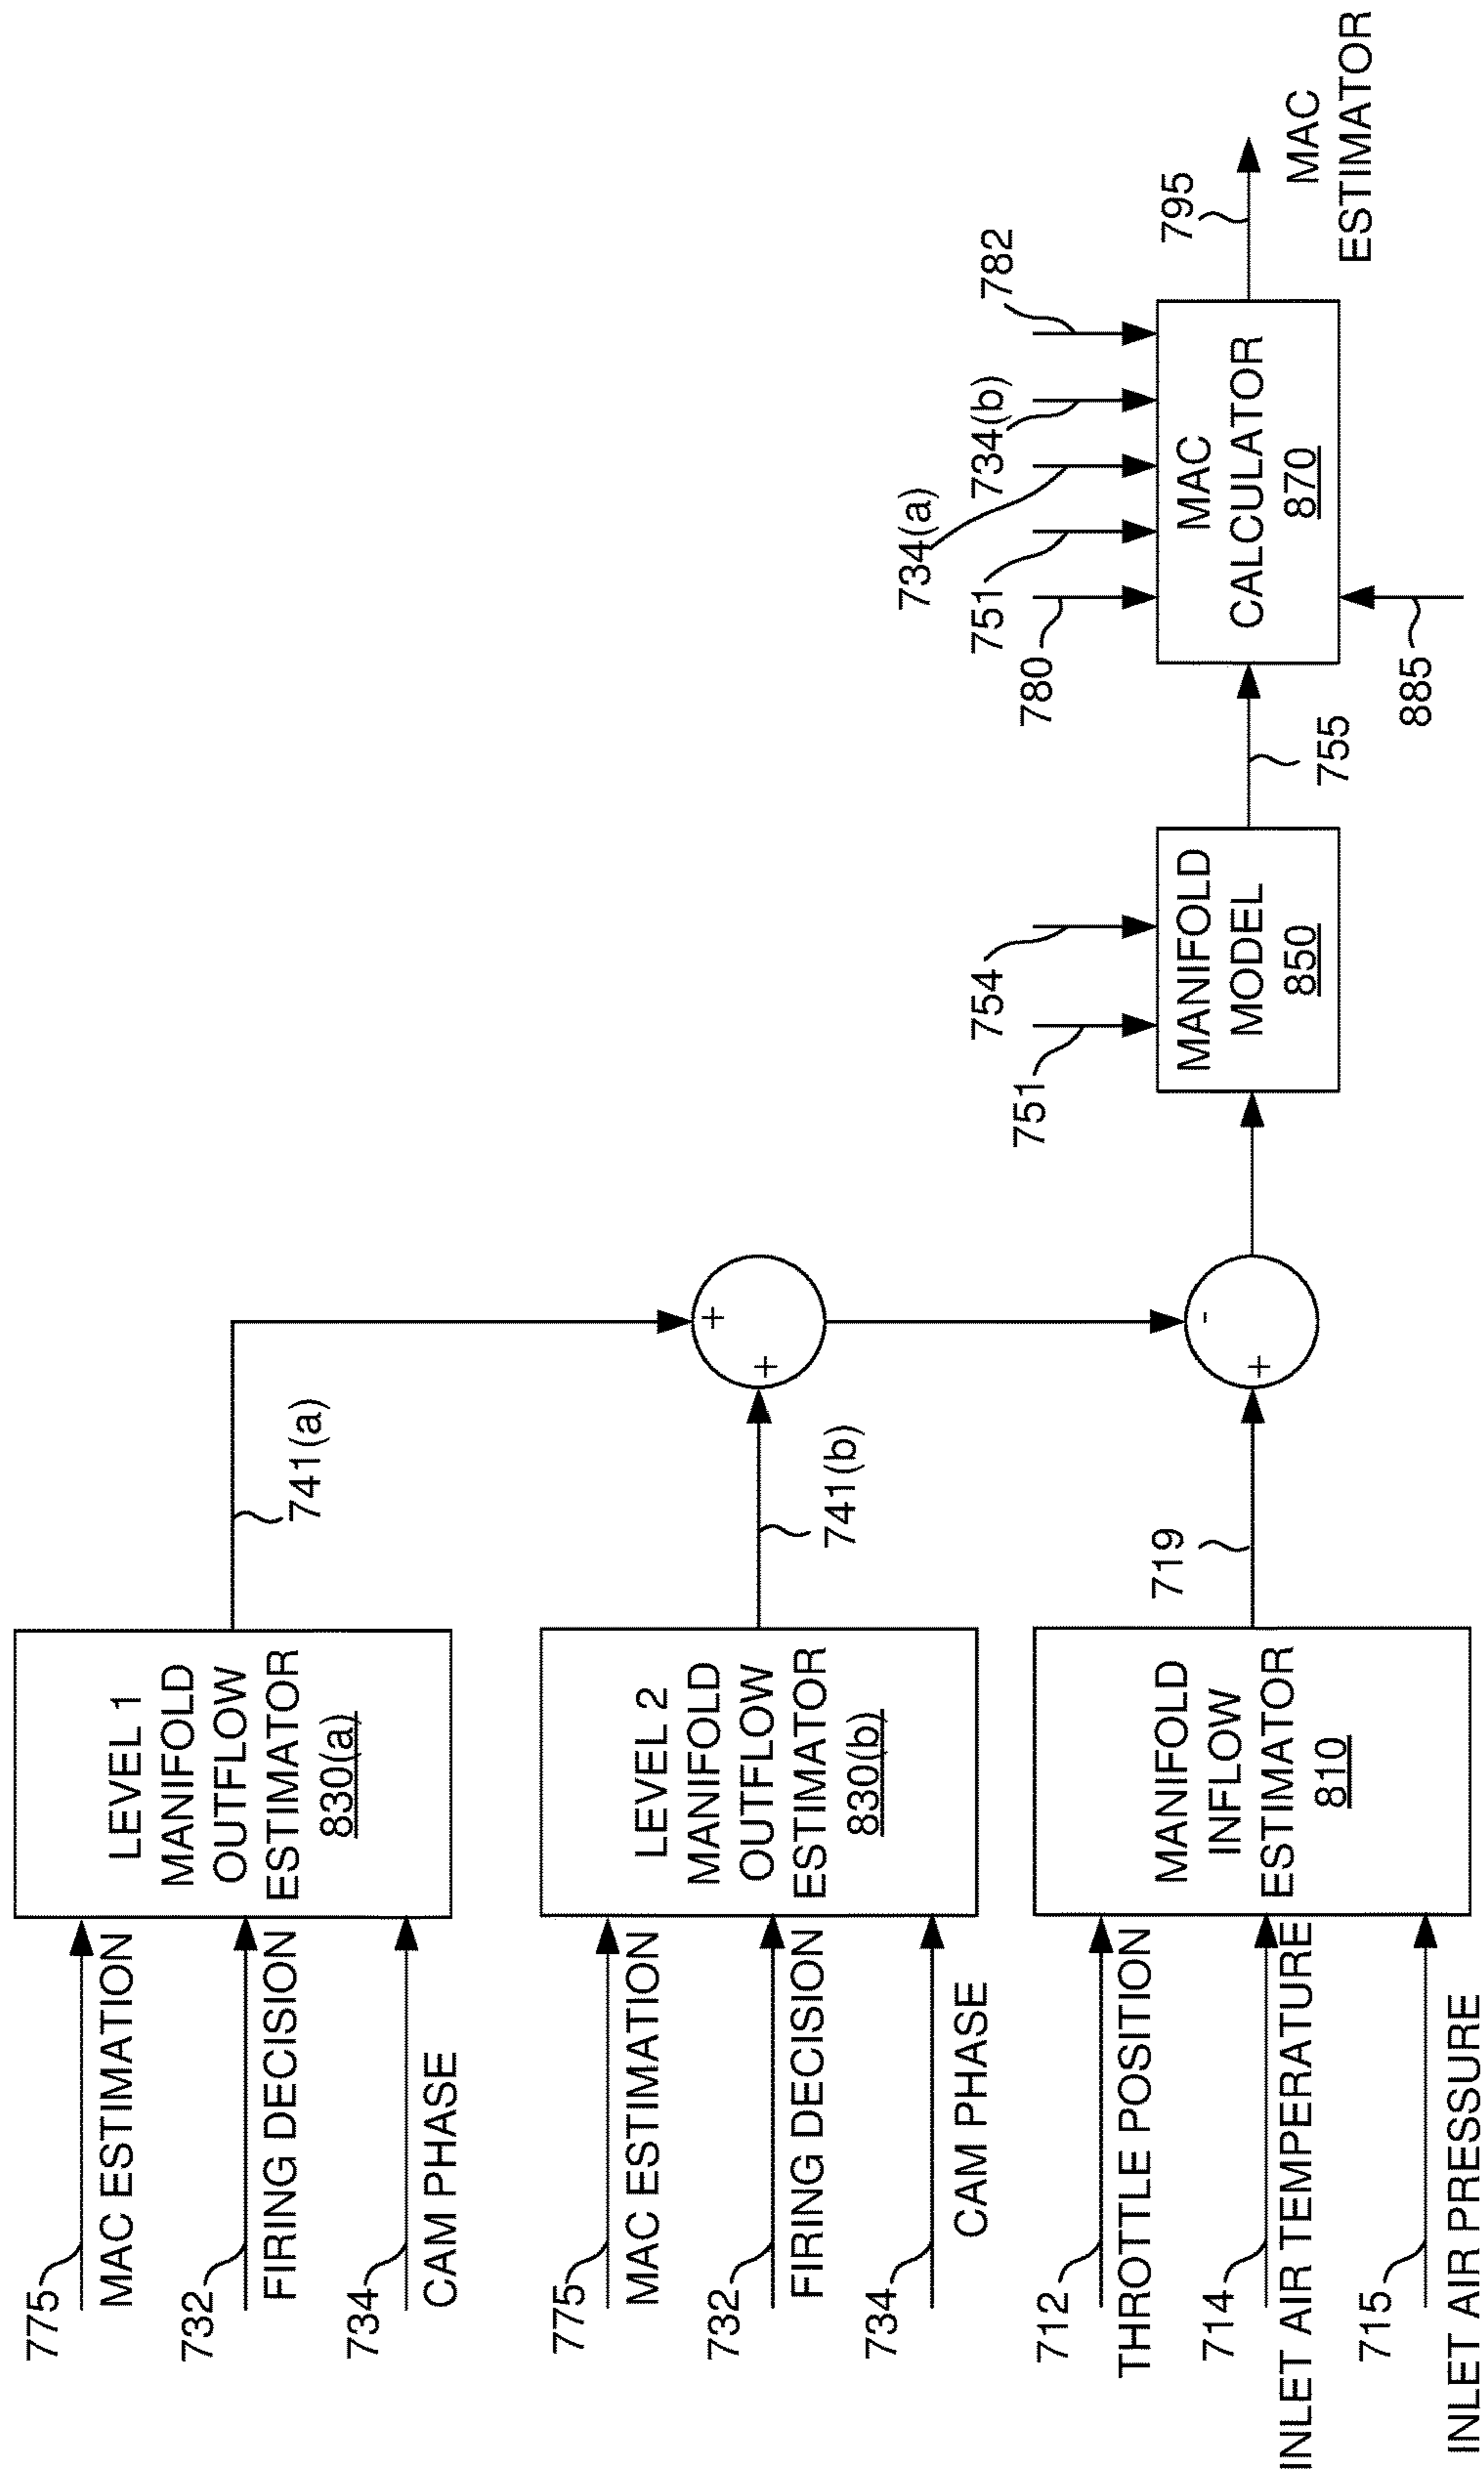 775
MAC ESTIMATION
732
FIRING DECISION
734
CAM PHASE
LEVEL 1
MANIFOLD
OUTFLOW
ESTIMATOR
830(a)
741(a)
+
+
775
MAC ESTIMATION
732
FIRING DECISION
734
CAM PHASE
LEVEL 2
MANIFOLD
OUTFLOW
ESTIMATOR
830(b)
741(b)
712
THROTTLE POSITION
714
INLET AIR TEMPERATURE
715
INLET AIR PRESSURE
MANIFOLD
INFLOW
ESTIMATOR
810
719
-
+
751
754
MANIFOLD
MODEL
850
755
780
751
734(a)
734(b)
782
MAC
CALCULATOR
870
885
795
MAC
ESTIMATOR